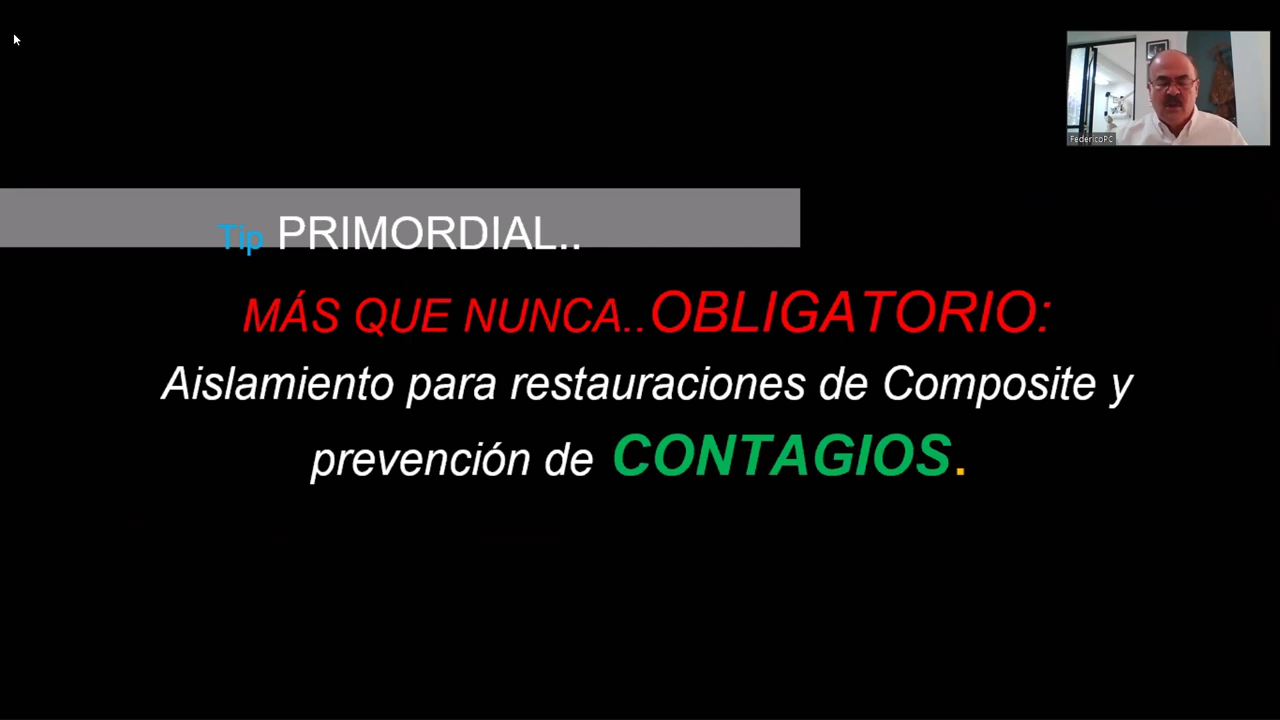 FedericoPC
Tip PRIMORDIAL..
MÁS QUE NUNCA..OBLIGATORIO:
Aislamiento para restauraciones de Composite y
prevención de CONTAGIOS.